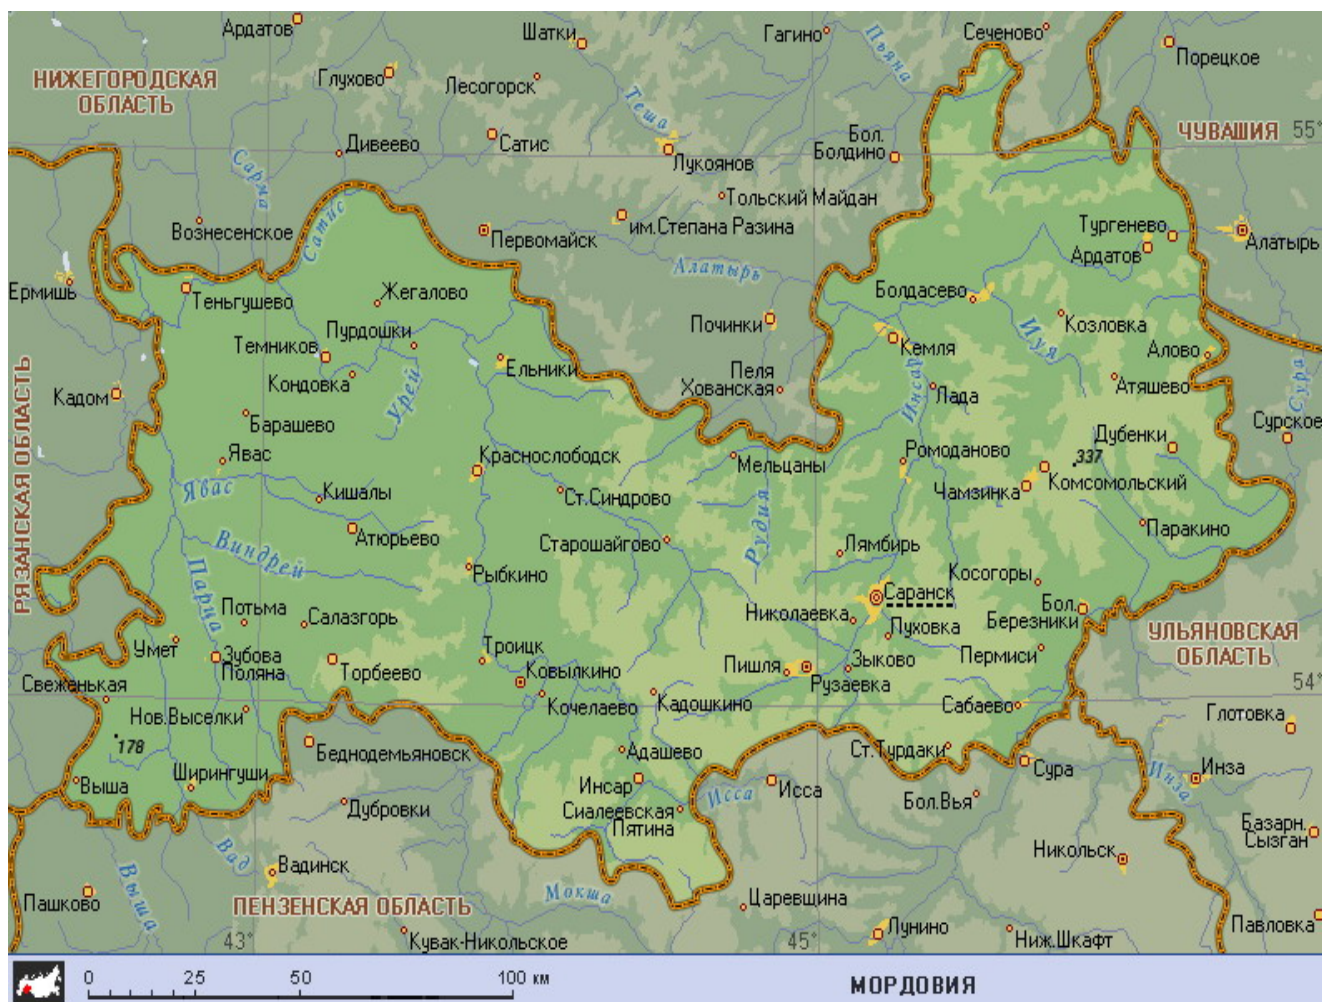 Ардатов
Шатки
Гагино
Сеченово
Пьяна
Порецкое
НИЖЕГОРОДСКАЯ
ОБЛАСТЬ
Глухово
Лесогорск
Теша
ЧУВАШИЯ
55°
Дивеево
Сатис
Лукоянов
Бол.
Болдино
Сарма
Сатис
Тольский Майдан
Вознесенское
Первомайск
им.Степана Разина
Тургенево
Ардатов
Алатырь
Алатырь
Ермишь
Теньгушево
Жегалово
Болдасево
Починки
Козловка
Пурдошки
Темников
Кемля
Инсар
Иуя
Алово
Кондовка
Ельники
Урей
Пеля
Хованская
Лада
Атяшево
Сура
Кадом
Барашево
Сурское
РЯЗАНСКАЯ ОБЛАСТЬ
Явас
Явас
Краснослободск
Мельцаны
Ромоданово
Дубенки
337
Кишалы
Ст.Синдрово
Чамзинка
Комсомольский
Атюрьево
Виндрей
Старошайгово
Рудня
Лямбирь
Паракино
Парца
Рыбкино
Косогоры
Саранск
Потьма
Салазгорь
Николаевка
Луховка
Бол.
Березники
УЛЬЯНОВСКАЯ
ОБЛАСТЬ
Умет
Зубова
Поляна
Торбеево
Троицк
Ковылкино
Пишля
Рузаевка
Зыково
Пермиси
54°
Свеженькая
Нов.Выселки
Кочелаево
Кадошкино
Сабаево
Глотовка
178
Беднодемьяновск
Адашево
Ст.Турдаки
Выша
Ширингуши
Инсар
Исса
Исса
Сура
Инза
Инза
Дубровки
Сиалеевская
Пятина
Бол.Вья
Базарн.
Сызган
Вад
Вадинск
Никольск
Выша
Мокша
Пашково
ПЕНЗЕНСКАЯ ОБЛАСТЬ
Царевщина
Павловка
43°
Кувак-Никольское
45°
Лунино
Ниж.Шкафт
0 25 50 100 км
МОРДОВИЯ